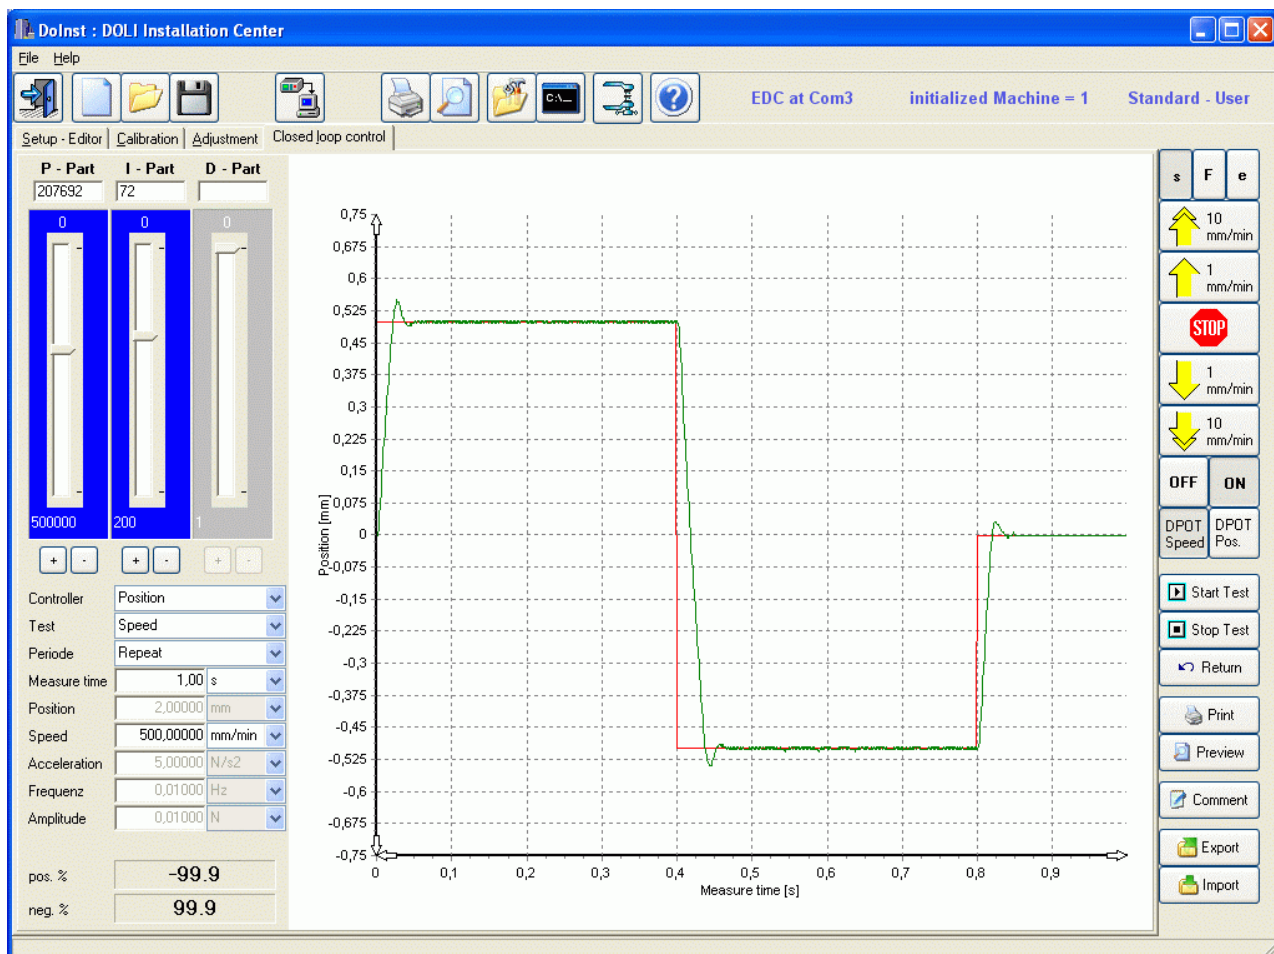 DoInst : DOLI Installation Center
File Help
C:\_
EDC at Com3 initialized Machine = 1 Standard - User
Setup - Editor Calibration Adjustment Closed loop control
P - Part I - Part D - Part
207692 72
0 0 0
500000 200 1
+ - + - + -
Controller Position
Test Speed
Periode Repeat
Measure time 1,00 s
Position 2,00000 mm
Speed 500,00000 mm/min
Acceleration 5,00000 N/s2
Frequenz 0,01000 Hz
Amplitude 0,01000 N
pos. % -99.9
neg. % 99.9
0,75
0,675
0,6
0,525
0,45
0,375
0,3
0,225
0,15
0,075
0
-0,075
-0,15
-0,225
-0,3
-0,375
-0,45
-0,525
-0,6
-0,675
-0,75
Position [mm]
0 0,1 0,2 0,3 0,4 0,5 0,6 0,7 0,8 0,9
Measure time [s]
s F e
10
mm/min
1
mm/min
STOP
1
mm/min
10
mm/min
OFF ON
DPOT DPOT
Speed Pos.
Start Test
Stop Test
Return
Print
Preview
Comment
Export
Import